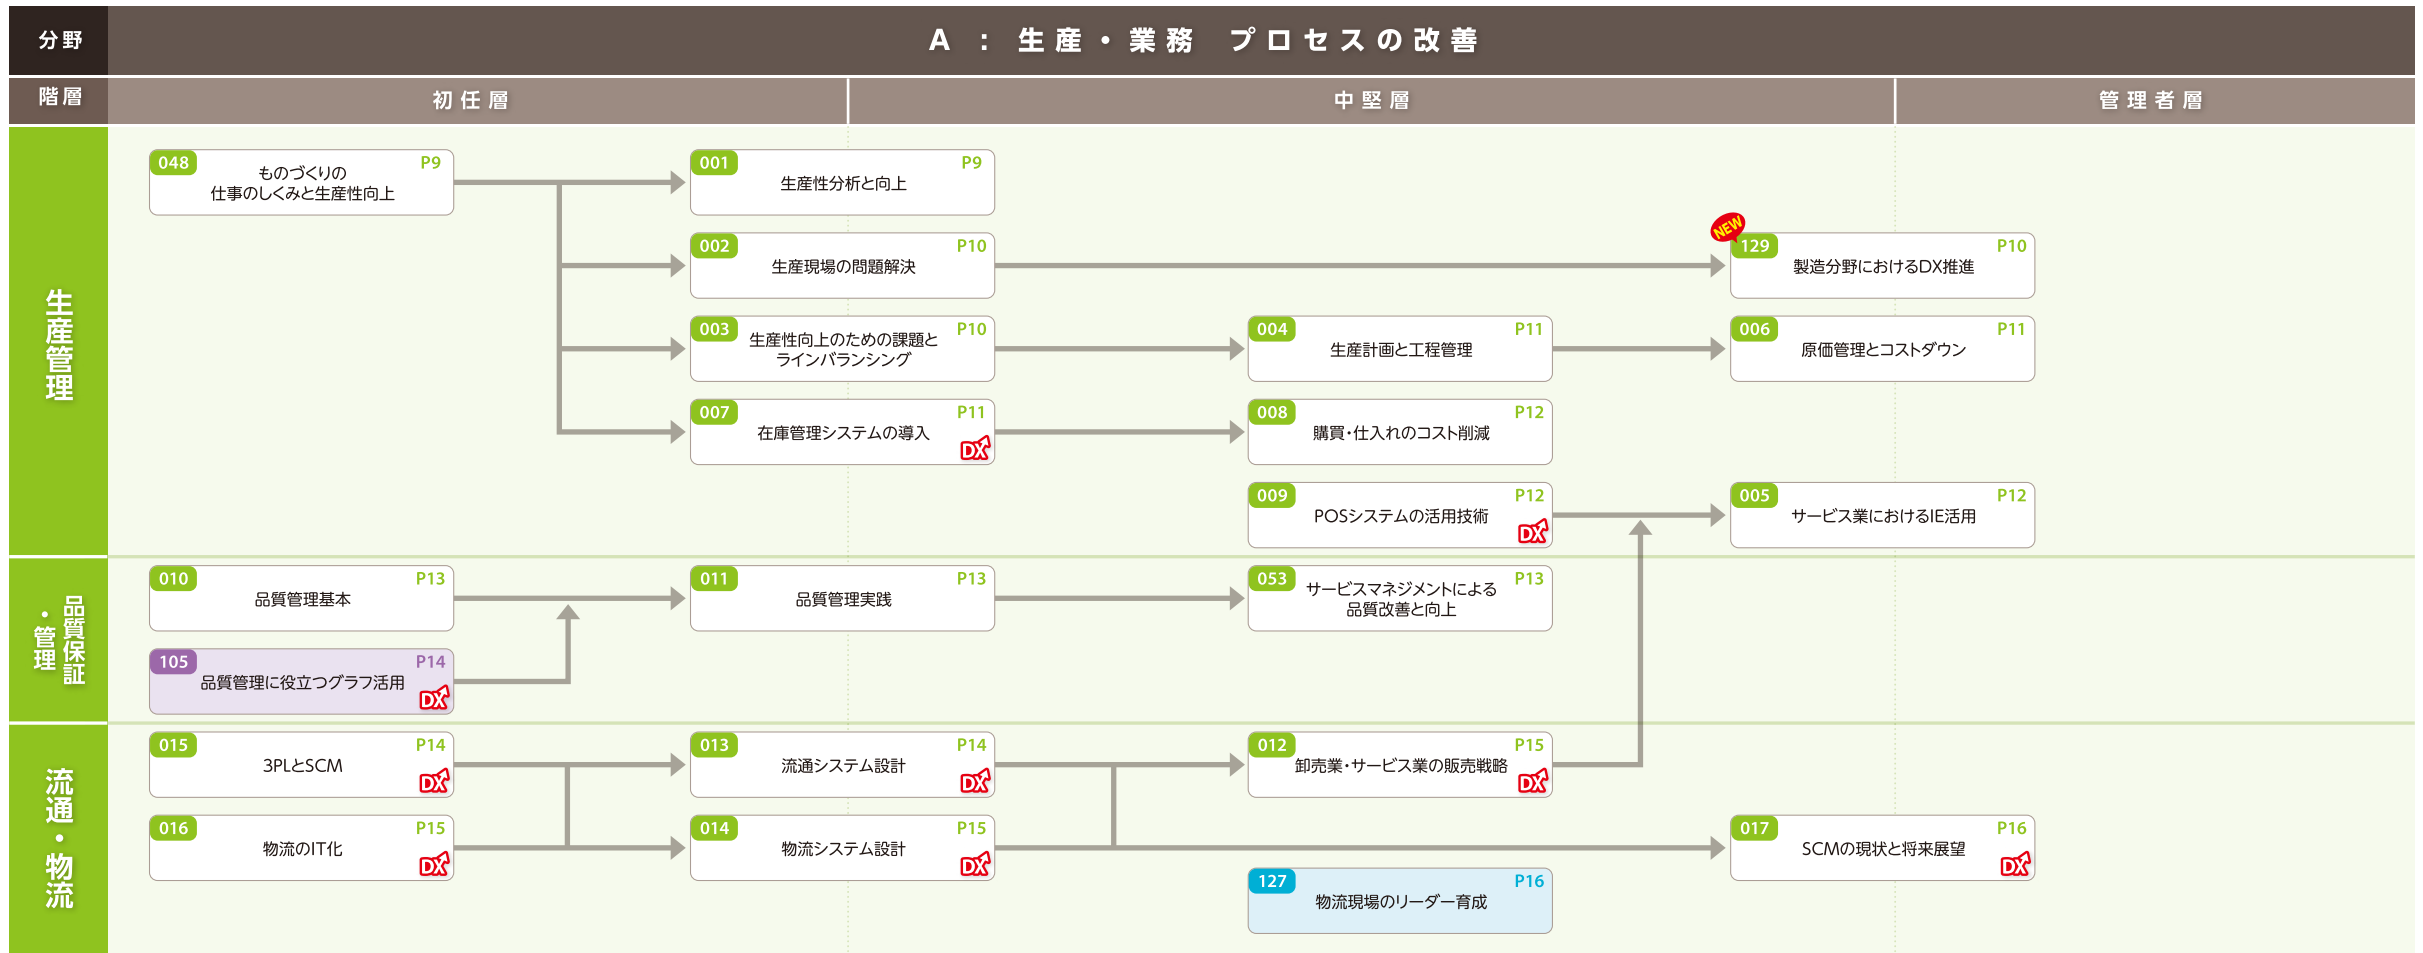 分野
A : 生産・業務 プロセスの改善
階層
初任層
中堅層
管理者層
生産管理
048
P9
ものづくりの
仕事のしくみと生産性向上
001
P9
生産性分析と向上
002
P10
生産現場の問題解決
NEW
129
P10
製造分野におけるDX推進
003
P10
生産性向上のための課題と
ラインバランシング
004
P11
生産計画と工程管理
006
P11
原価管理とコストダウン
007
P11
在庫管理システムの導入
DX
008
P12
購買・仕入れのコスト削減
009
P12
POSシステムの活用技術
DX
005
P12
サービス業におけるIE活用
品質保証
・管理
010
P13
品質管理基本
011
P13
品質管理実践
053
P13
サービスマネジメントによる
品質改善と向上
105
P14
品質管理に役立つグラフ活用
DX
流通・物流
015
P14
3PLとSCM
DX
013
P14
流通システム設計
DX
012
P15
卸売業・サービス業の販売戦略
DX
016
P15
物流のIT化
DX
014
P15
物流システム設計
DX
017
P16
SCMの現状と将来展望
DX
127
P16
物流現場のリーダー育成